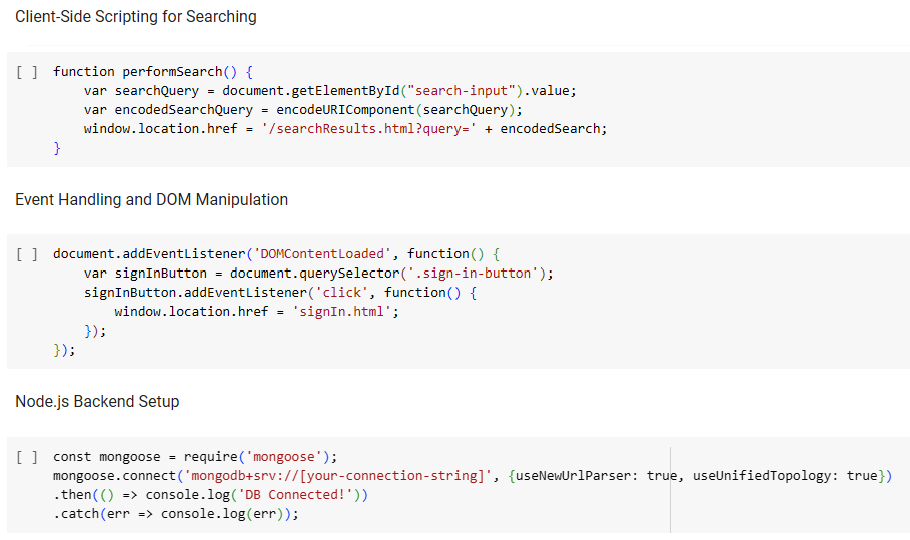 Client-Side Scripting for Searching
[ ] function performSearch() {
    var searchQuery = document.getElementById("search-input").value;
    var encodedSearchQuery = encodeURIComponent(searchQuery);
    window.location.href = '/searchResults.html?query=' + encodedSearch;
}
Event Handling and DOM Manipulation
[ ] document.addEventListener('DOMContentLoaded', function() {
    var signInButton = document.querySelector('.sign-in-button');
    signInButton.addEventListener('click', function() {
        window.location.href = 'signIn.html';
    });
});
Node.js Backend Setup
[ ] const mongoose = require('mongoose');
mongoose.connect('mongodb+srv://[your-connection-string]', {useNewUrlParser: true, useUnifiedTopology: true})
.then(() => console.log('DB Connected!'))
.catch(err => console.log(err));